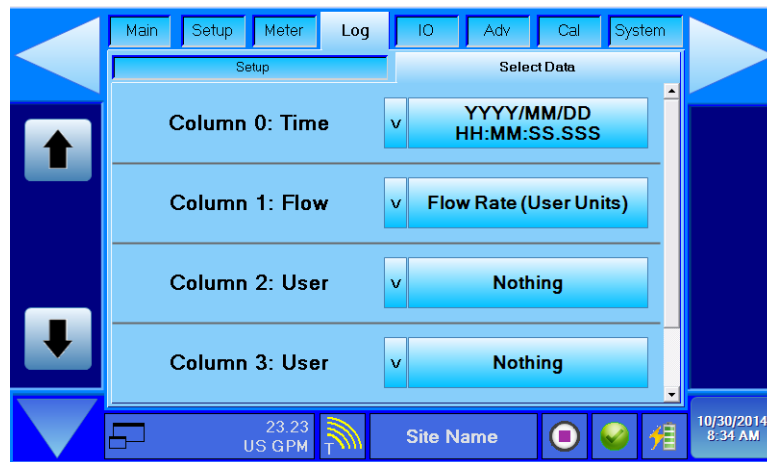 Main Setup Meter Log IO Adv Cal System
Setup Select Data
Column 0: Time v YYYY/MM/DD
HH:MM:SS.SSS
Column 1: Flow v Flow Rate (User Units)
Column 2: User v Nothing
Column 3: User v Nothing
23.23
US GPM T Site Name
10/30/2014
8:34 AM